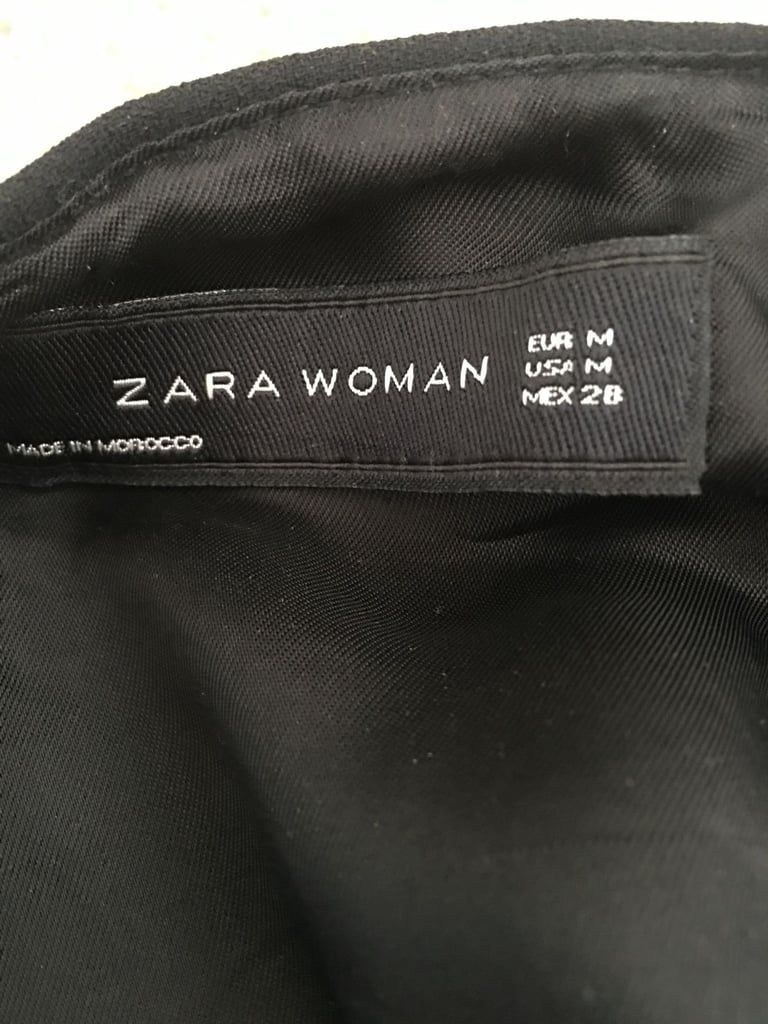 ZARA WOMAN
EUR M
USA M
MEX 28
MADE IN MOROCCO